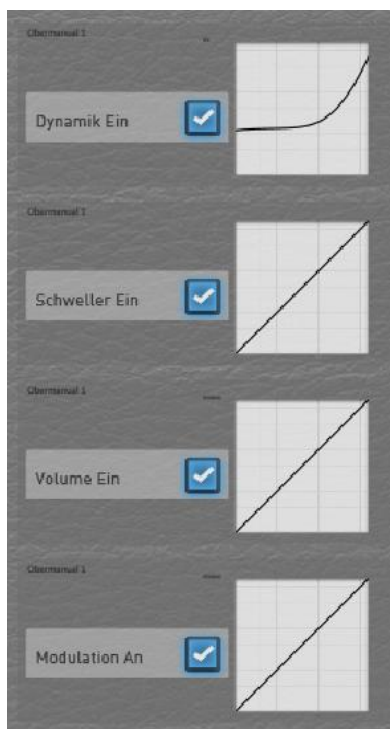 Obermanual 1
Dynamik Ein
Obermanual 1
Schweller Ein
Obermanual 1
Volume Ein
Obermanual 1
Modulation An